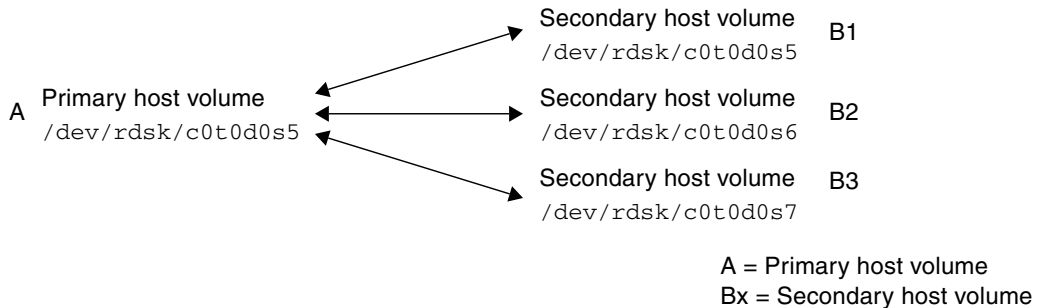 Secondary host volume B1
/dev/rdsk/c0t0d0s5
A Primary host volume
/dev/rdsk/c0t0d0s5
Secondary host volume B2
/dev/rdsk/c0t0d0s6
Secondary host volume B3
/dev/rdsk/c0t0d0s7
A = Primary host volume
Bx = Secondary host volume